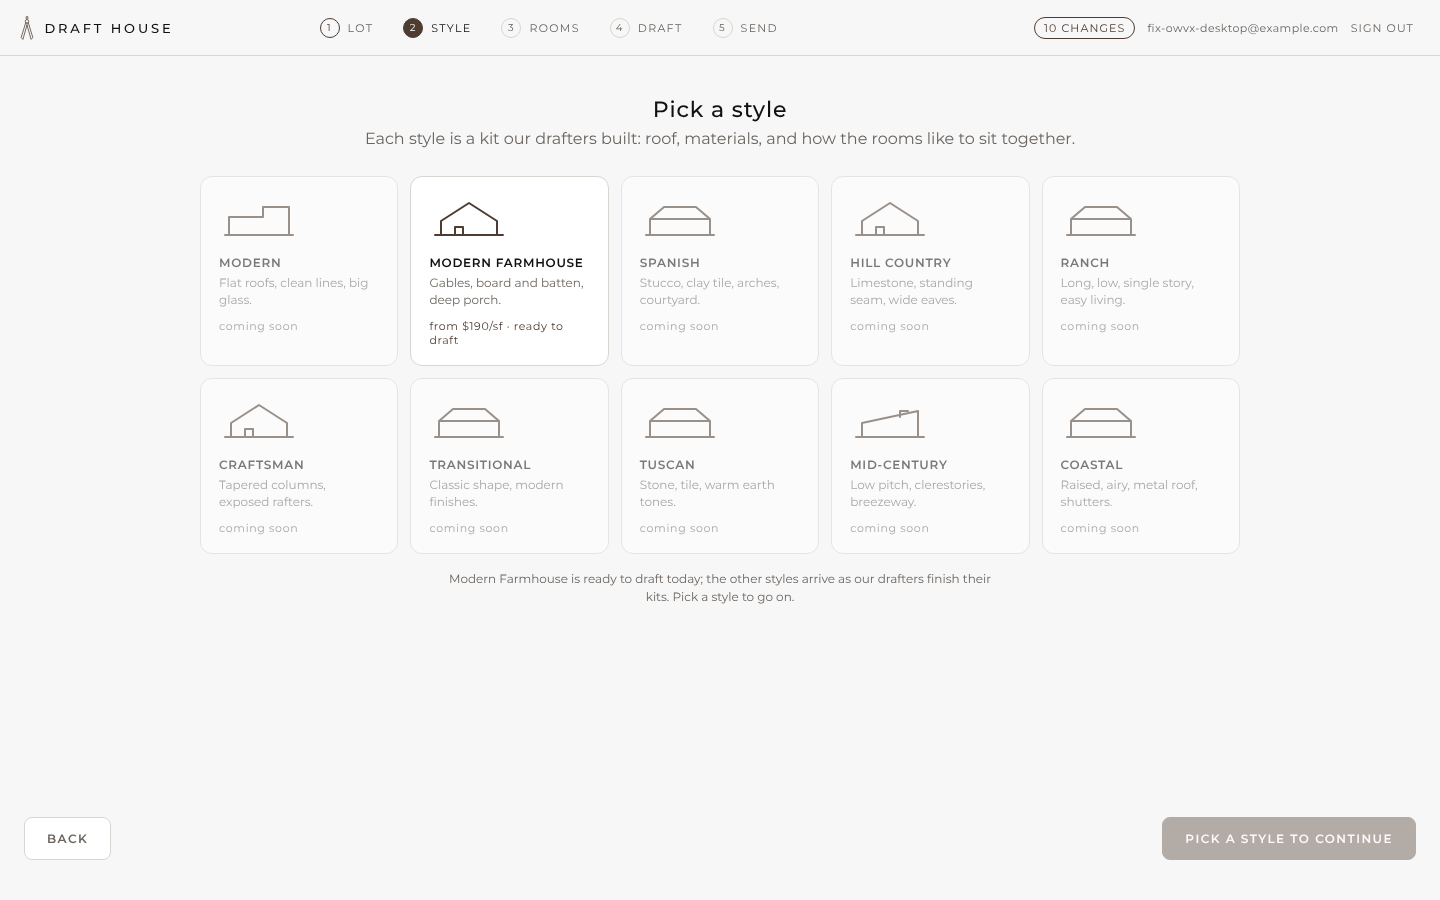 DRAFT HOUSE
1 LOT
2 STYLE
3 ROOMS
4 DRAFT
5 SEND
10 CHANGES
fix-owvx-desktop@example.com
SIGN OUT
Pick a style
Each style is a kit our drafters built: roof, materials, and how the rooms like to sit together.
MODERN
Flat roofs, clean lines, big
glass.
coming soon
MODERN FARMHOUSE
Gables, board and batten,
deep porch.
from $190/sf · ready to
draft
SPANISH
Stucco, clay tile, arches,
courtyard.
coming soon
HILL COUNTRY
Limestone, standing
seam, wide eaves.
coming soon
RANCH
Long, low, single story,
easy living.
coming soon
CRAFTSMAN
Tapered columns,
exposed rafters.
coming soon
TRANSITIONAL
Classic shape, modern
finishes.
coming soon
TUSCAN
Stone, tile, warm earth
tones.
coming soon
MID-CENTURY
Low pitch, clerestories,
breezeway.
coming soon
COASTAL
Raised, airy, metal roof,
shutters.
coming soon
Modern Farmhouse is ready to draft today; the other styles arrive as our drafters finish their
kits. Pick a style to go on.
BACK
PICK A STYLE TO CONTINUE